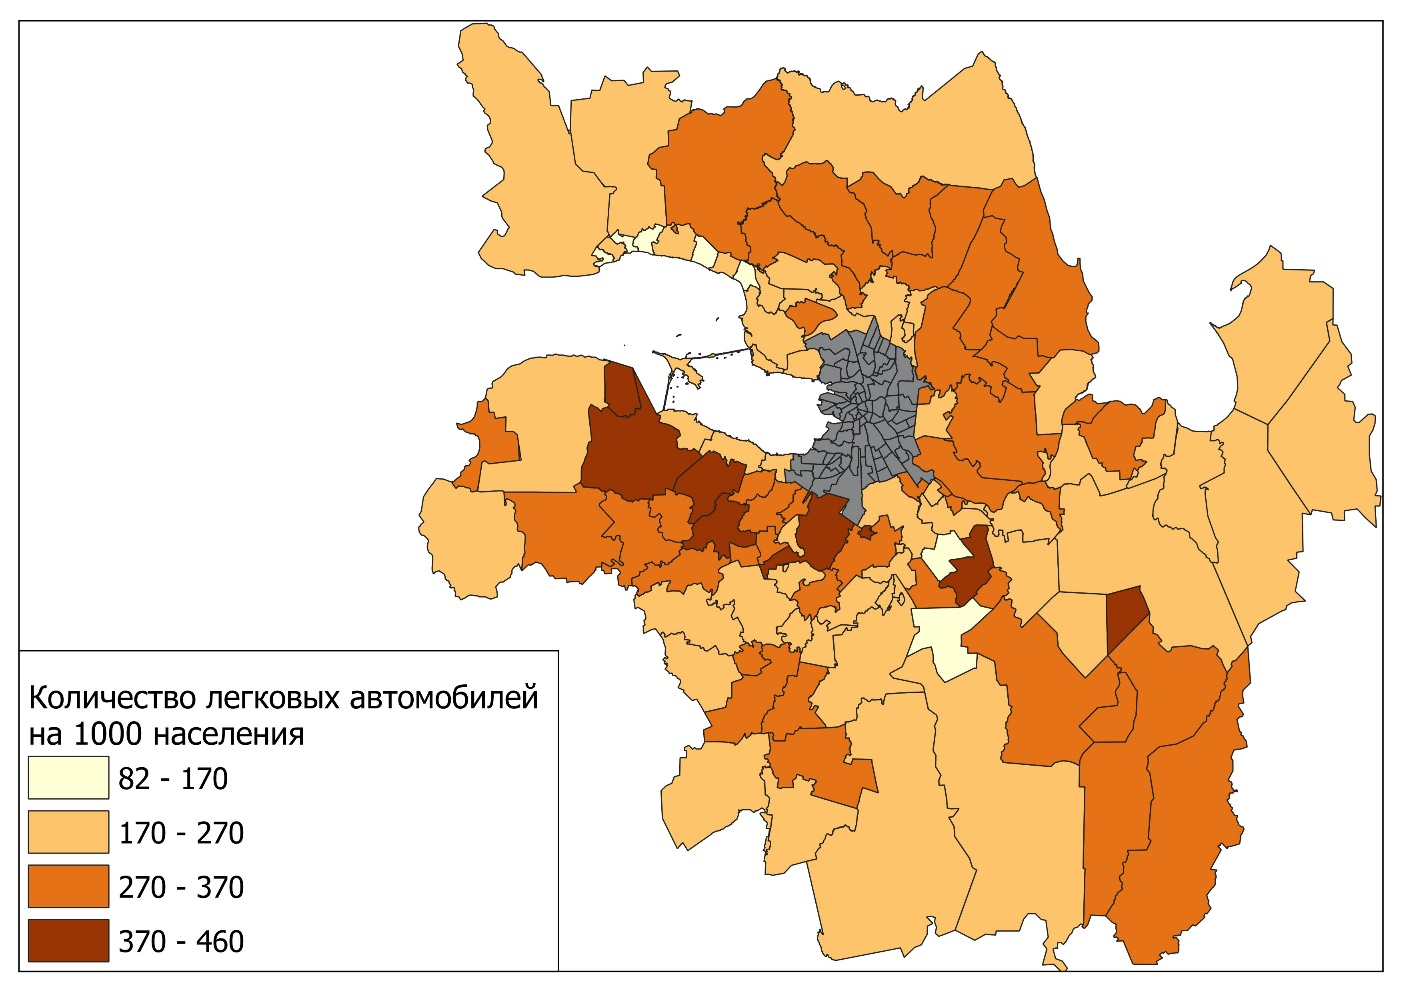 Количество легковых автомобилей
на 1000 населения
82 - 170
170 - 270
270 - 370
370 - 460